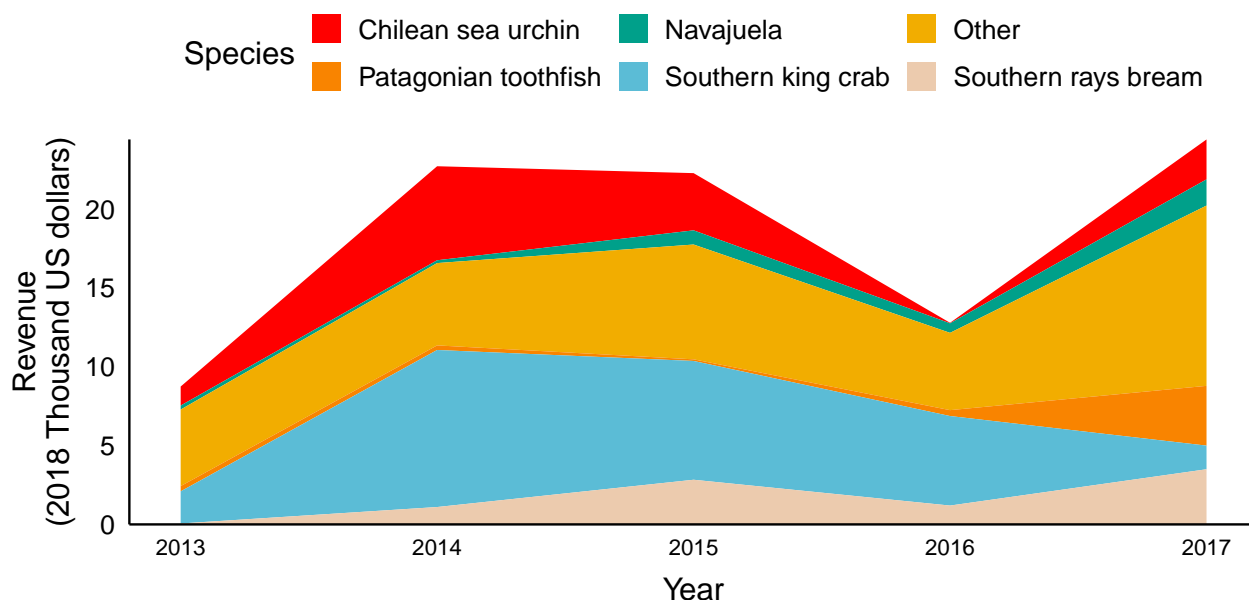 Species
Chilean sea urchin
Navajuela
Other
Patagonian toothfish
Southern king crab
Southern rays bream
Revenue
(2018 Thousand US dollars)
20
15
10
5
0
2013
2014
2015
2016
2017
Year